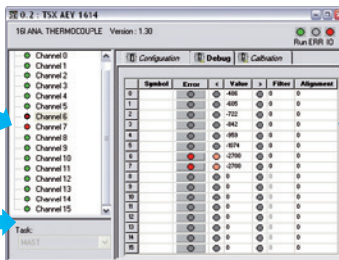 0.2 : TSX AEY 1614
16I ANA. THERMOCOUPLE Version : 1.30
Run ERR IO
Channel 0
Channel 1
Channel 2
Channel 3
Channel 4
Channel 5
Channel 6
Channel 7
Channel 8
Channel 9
Channel 10
Channel 11
Channel 12
Channel 13
Channel 14
Channel 15
Task:
MAST
Configuration Debug Calibration
Symbol Error < Value > Filter Alignment
0 -486 0 0
1 -605 0 0
2 -722 0 0
3 -842 0 0
4 -959 0 0
5 -1074 0 0
6 -2700 0 0
7 -2700 0 0
8 0 0 0
9 0 0 0
10 0 0 0
11 0 0 0
12 0 0 0
13 0 0 0
14 0 0 0
15 0 0 0